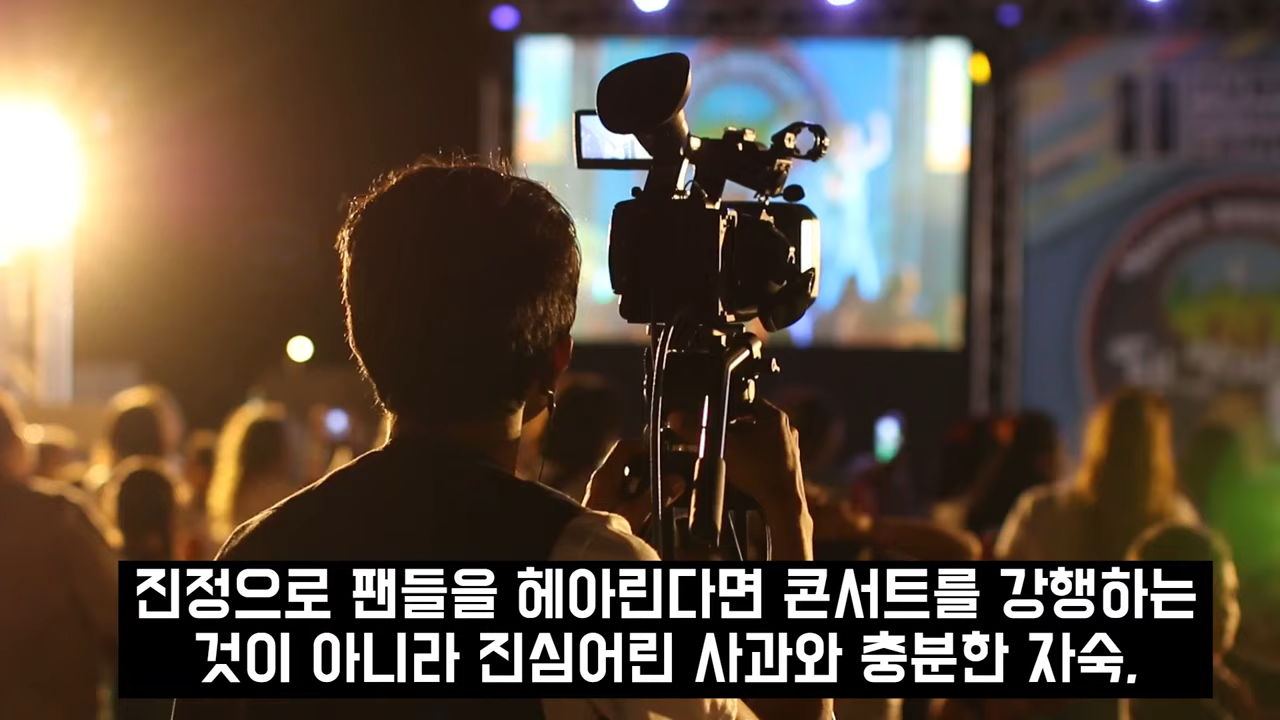 진정으로 팬들을 헤아린다면 콘서트를 강행하는
것이 아니라 진심어린 사과와 충분한 자숙,